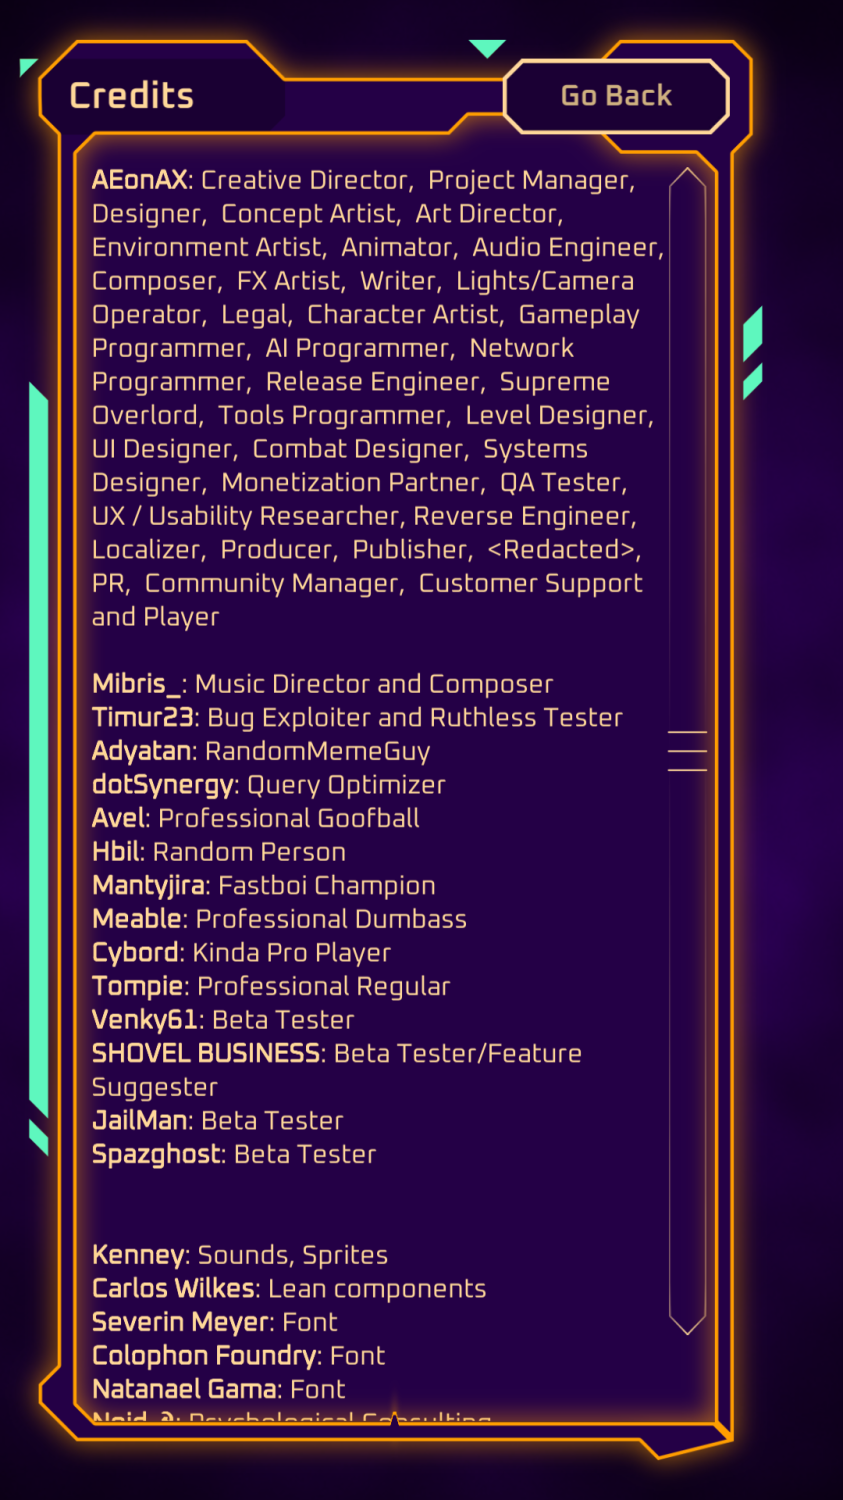 Credits
Go Back
AEonAX: Creative Director, Project Manager,
Designer, Concept Artist, Art Director,
Environment Artist, Animator, Audio Engineer,
Composer, FX Artist, Writer, Lights/Camera
Operator, Legal, Character Artist, Gameplay
Programmer, AI Programmer, Network
Programmer, Release Engineer, Supreme
Overlord, Tools Programmer, Level Designer,
UI Designer, Combat Designer, Systems
Designer, Monetization Partner, QA Tester,
UX / Usability Researcher, Reverse Engineer,
Localizer, Producer, Publisher, <Redacted>,
PR, Community Manager, Customer Support
and Player
Mibris_: Music Director and Composer
Timur23: Bug Exploiter and Ruthless Tester
Adyatan: RandomMemeGuy
dotSynergy: Query Optimizer
Avel: Professional Goofball
Hbil: Random Person
Mantyjira: Fastboi Champion
Meable: Professional Dumbass
Cybord: Kinda Pro Player
Tompie: Professional Regular
Venky61: Beta Tester
SHOVEL BUSINESS: Beta Tester/Feature
Suggester
JailMan: Beta Tester
Spazghost: Beta Tester
Kenney: Sounds, Sprites
Carlos Wilkes: Lean components
Severin Meyer: Font
Colophon Foundry: Font
Natanael Gama: Font
Psychological Consulting